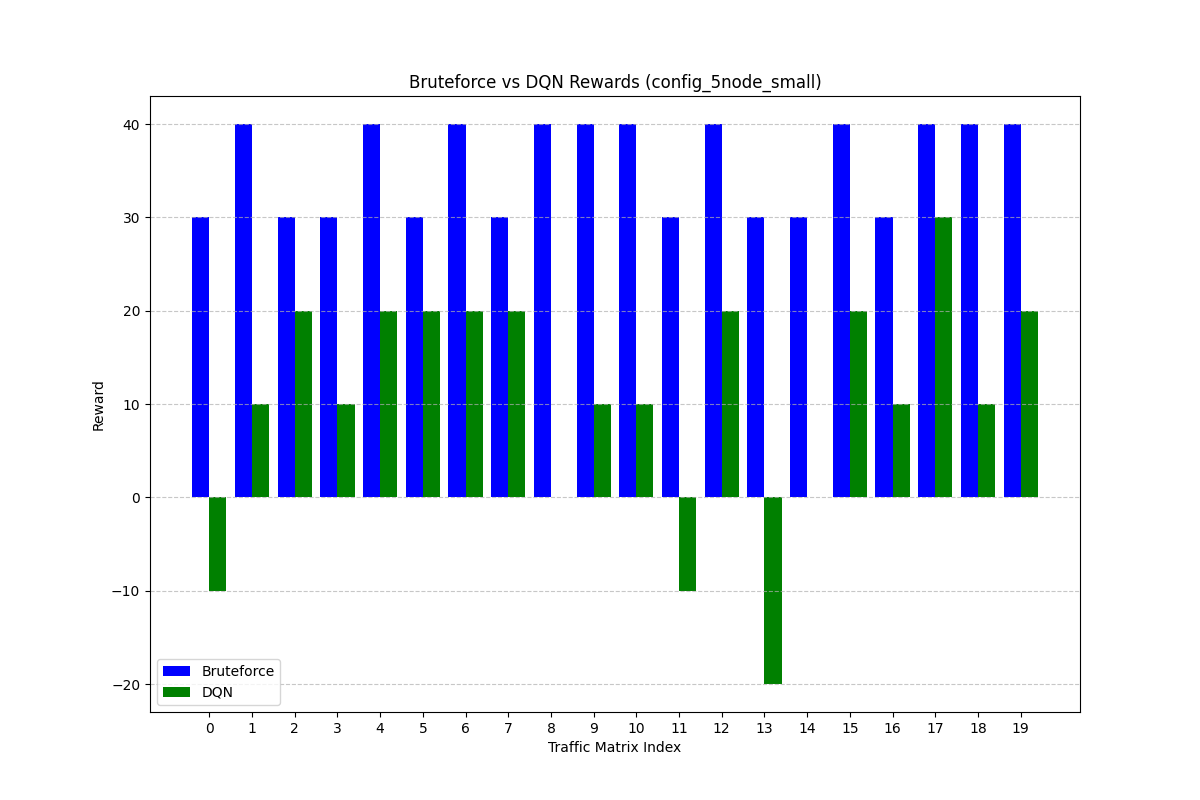 Bruteforce vs DQN Rewards (config_5node_small)
40
30
20
10
0
−10
−20
Reward
Bruteforce
DQN
0 1 2 3 4 5 6 7 8 9 10 11 12 13 14 15 16 17 18 19
Traffic Matrix Index